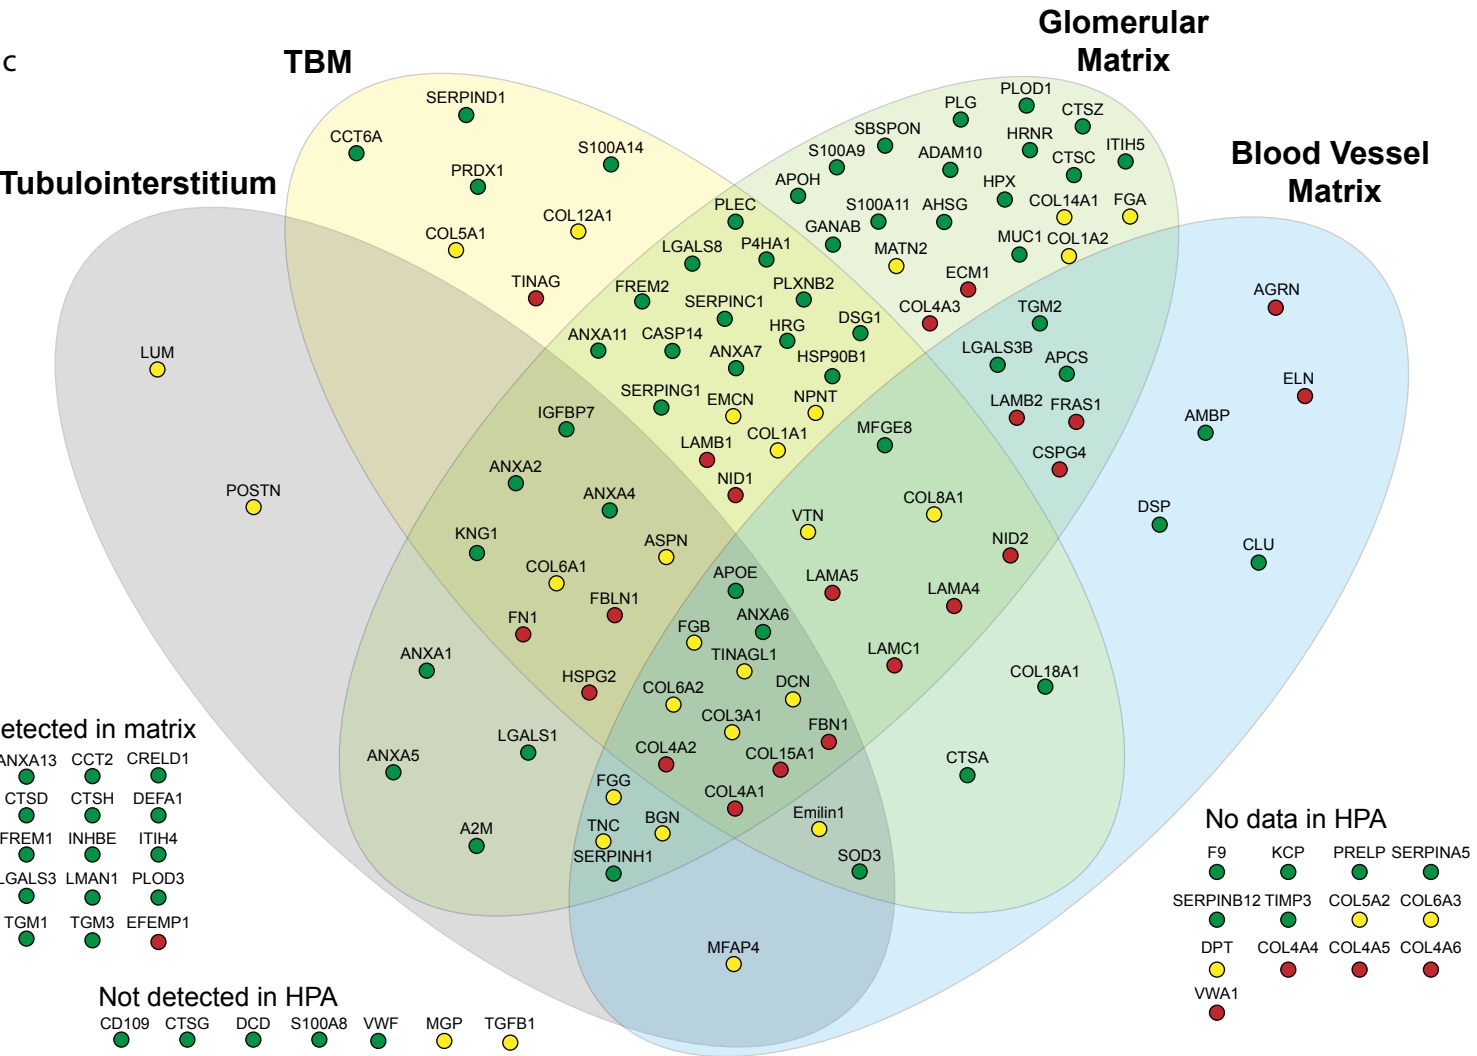 c
TBM
Glomerular
Matrix
Tubulointerstitium
Blood Vessel
Matrix
SERPIND1
CCT6A
PRDX1
S100A14
COL12A1
COL5A1
TINAG
PLG
PLOD1
CTSZ
SBSPON
S100A9
ADAM10
HRNR
CTSC
ITIH5
APOH
HPX
S100A11
AHSG
COL14A1
FGA
GANAB
MATN2
MUC1
COL1A2
ECM1
COL4A3
PLEC
LGALS8
P4HA1
FREM2
PLXNB2
SERPINC1
HRG
DSG1
ANXA11
CASP14
ANXA7
HSP90B1
SERPING1
EMCN
NPNT
LAMB1
COL1A1
NID1
TGM2
LGALS3B
APCS
LAMB2
FRAS1
CSPG4
AGRN
ELN
AMBP
DSP
CLU
LUM
POSTN
IGFBP7
ANXA2
ANXA4
KNG1
ASPN
COL6A1
FBLN1
FN1
HSPG2
MFGE8
VTN
COL8A1
NID2
LAMA5
LAMA4
LAMC1
APOE
ANXA6
FGB
TINAGL1
COL6A2
DCN
COL3A1
FBN1
COL4A2
COL15A1
COL4A1
ANXA1
LGALS1
ANXA5
A2M
COL18A1
CTSA
FGG
TNC
BGN
SERPINH1
Emilin1
SOD3
MFAP4
etected in matrix
ANXA13 CCT2 CRELD1
CTSD CTSH DEFA1
FREM1 INHBE ITIH4
LGALS3 LMAN1 PLOD3
TGM1 TGM3 EFEMP1
Not detected in HPA
CD109 CTSG DCD S100A8 VWF MGP TGFB1
No data in HPA
F9 KCP PRELP SERPINA5
SERPINB12 TIMP3 COL5A2 COL6A3
DPT COL4A4 COL4A5 COL4A6
VWA1